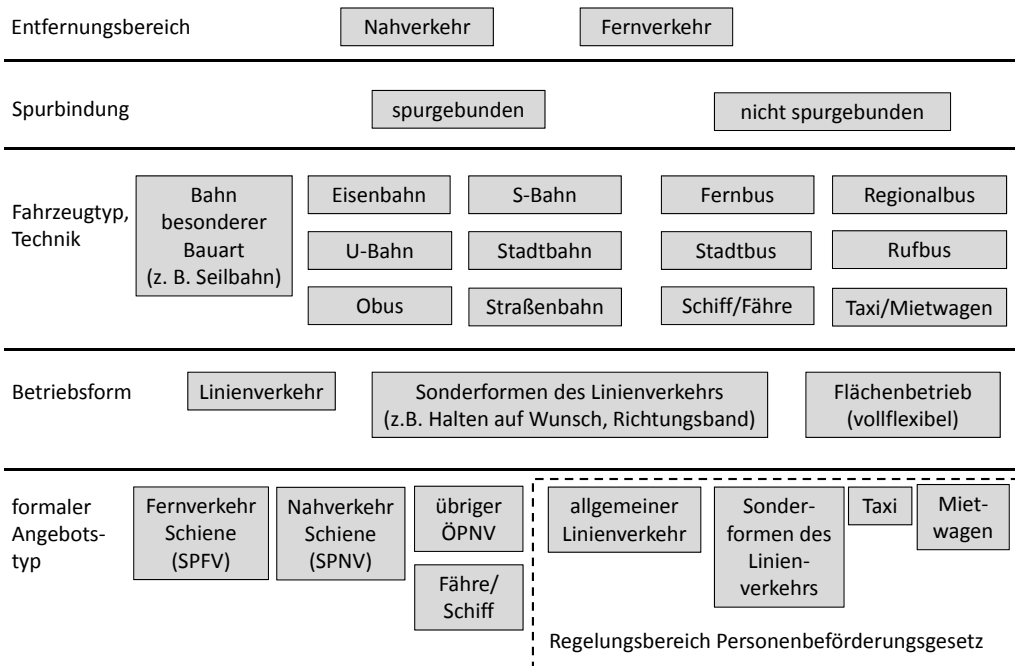 Entfernungsbereich
Nahverkehr
Fernverkehr
Spurbindung
spurgebunden
nicht spurgebunden
Fahrzeugtyp,
Technik
Bahn
besonderer
Bauart
(z. B. Seilbahn)
Eisenbahn
S-Bahn
Fernbus
Regionalbus
U-Bahn
Stadtbahn
Stadtbus
Rufbus
Obus
Straßenbahn
Schiff/Fähre
Taxi/Mietwagen
Betriebsform
Linienverkehr
Sonderformen des Linienverkehrs
(z.B. Halten auf Wunsch, Richtungsband)
Flächenbetrieb
(vollflexibel)
formaler
Angebots-
typ
Fernverkehr
Schiene
(SPFV)
Nahverkehr
Schiene
(SPNV)
übriger
ÖPNV
Fähre/
Schiff
allgemeiner
Linienverkehr
Sonder-
formen des
Linien-
verkehrs
Taxi
Miet-
wagen
Regelungsbereich Personenbeförderungsgesetz